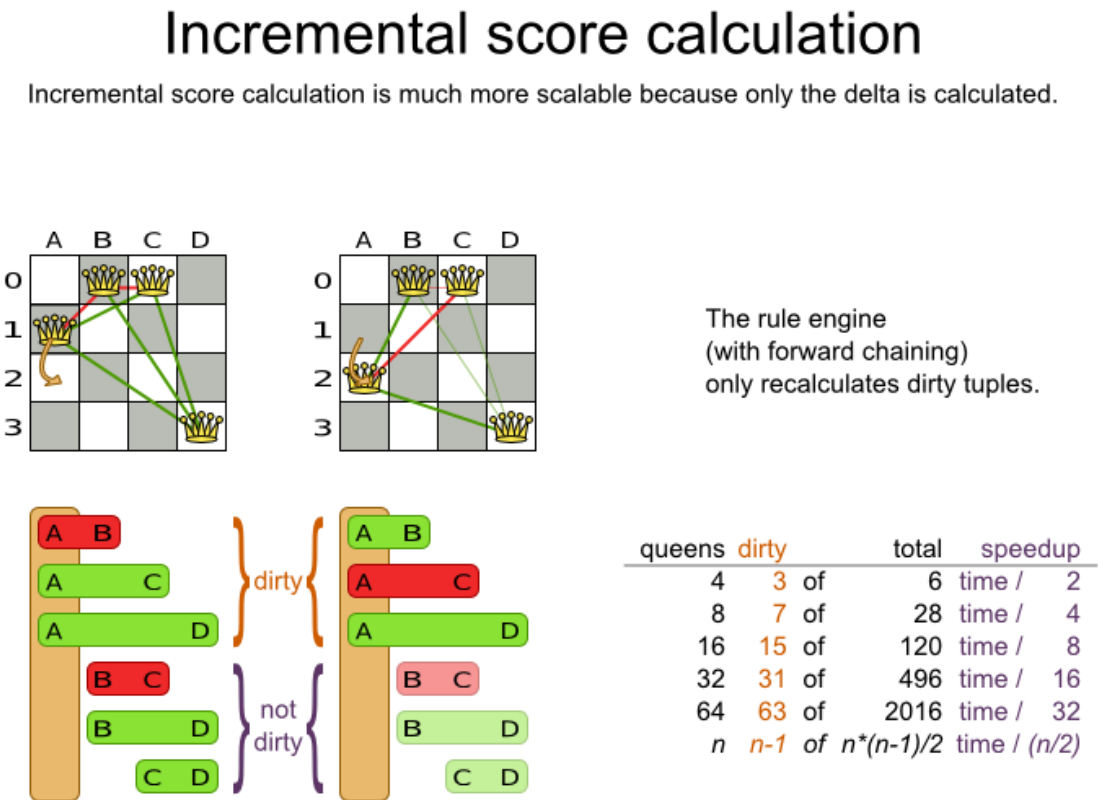 Incremental score calculation
Incremental score calculation is much more scalable because only the delta is calculated.
A B C D
0
1
2
3
A B C D
0
1
2
3
The rule engine
(with forward chaining)
only recalculates dirty tuples.
A B
A C
A D
B C
B D
C D
dirty
not
dirty
A B
A C
A D
B C
B D
C D
queens dirty total speedup
4 3 of 6 time / 2
8 7 of 28 time / 4
16 15 of 120 time / 8
32 31 of 496 time / 16
64 63 of 2016 time / 32
n n-1 of n*(n-1)/2 time / (n/2)